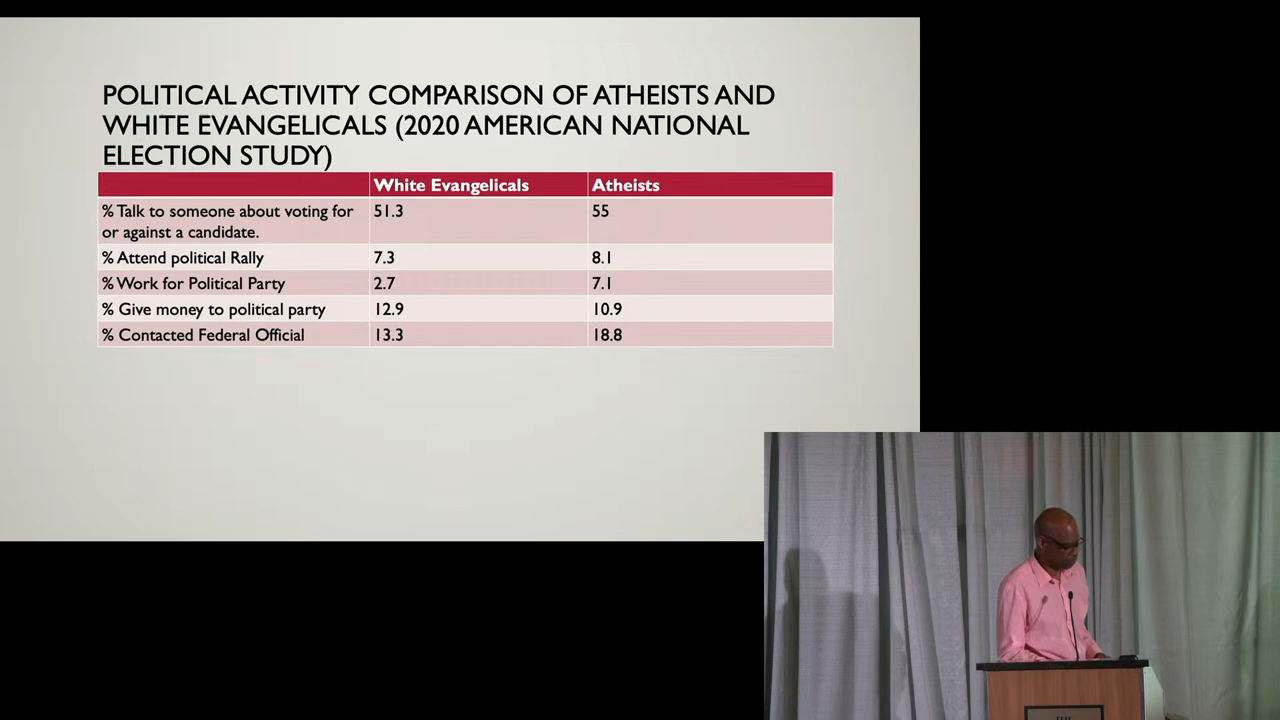 POLITICAL ACTIVITY COMPARISON OF ATHEISTS AND
WHITE EVANGELICALS (2020 AMERICAN NATIONAL
ELECTION STUDY)
White Evangelicals Atheists
% Talk to someone about voting for 51.3 55
or against a candidate.
% Attend political Rally 7.3 8.1
% Work for Political Party 2.7 7.1
% Give money to political party 12.9 10.9
% Contacted Federal Official 13.3 18.8